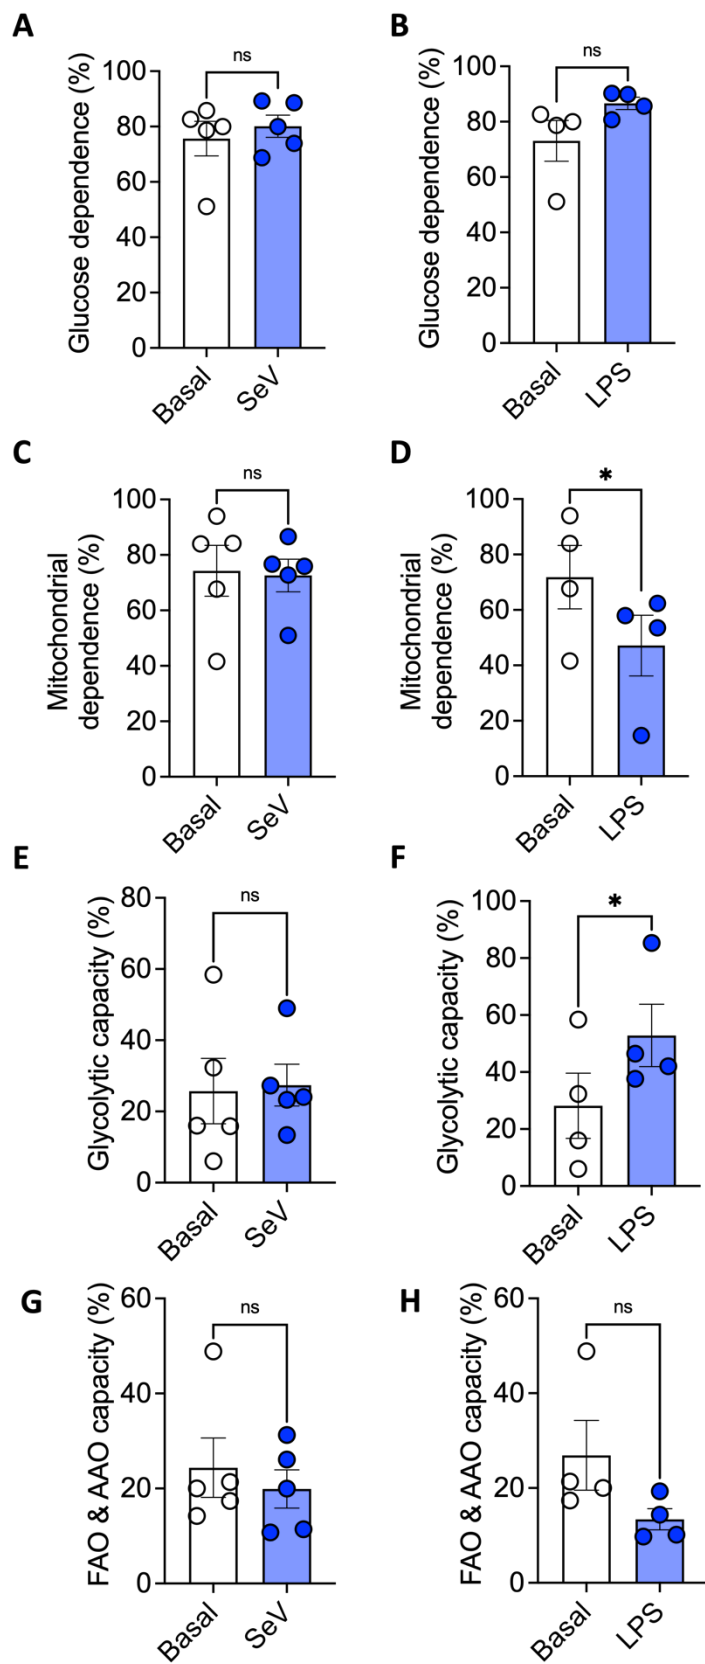 A
Glucose dependence (%)
ns
100
80
60
40
20
0
Basal
SeV
B
Glucose dependence (%)
ns
100
80
60
40
20
0
Basal
LPS
C
Mitochondrial
dependence (%)
ns
100
80
60
40
20
0
Basal
SeV
D
Mitochondrial
dependence (%)
*
100
80
60
40
20
0
Basal
LPS
E
Glycolytic capacity (%)
ns
80
60
40
20
0
Basal
SeV
F
Glycolytic capacity (%)
*
100
80
60
40
20
0
Basal
LPS
G
FAO & AAO capacity (%)
ns
60
40
20
0
Basal
SeV
H
FAO & AAO capacity (%)
ns
60
40
20
0
Basal
LPS